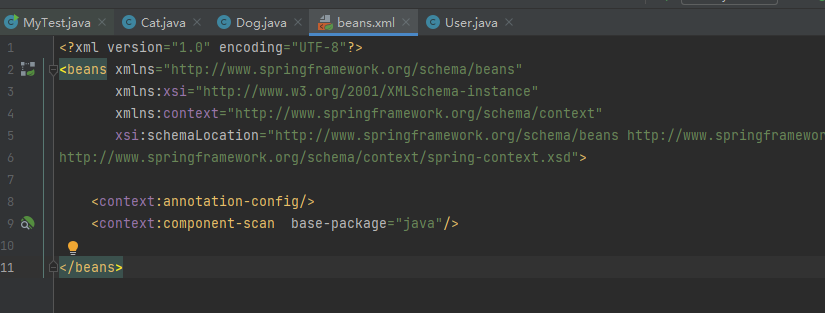 MyTest.java Cat.java Dog.java beans.xml User.java
1 <?xml version="1.0" encoding="UTF-8"?>
2 <beans xmlns="http://www.springframework.org/schema/beans"
3 xmlns:xsi="http://www.w3.org/2001/XMLSchema-instance"
4 xmlns:context="http://www.springframework.org/schema/context"
5 xsi:schemaLocation="http://www.springframework.org/schema/beans http://www.springframewor
6 http://www.springframework.org/schema/context/spring-context.xsd">
7
8 <context:annotation-config/>
9 <context:component-scan  base-package="java"/>
10
11 </beans>